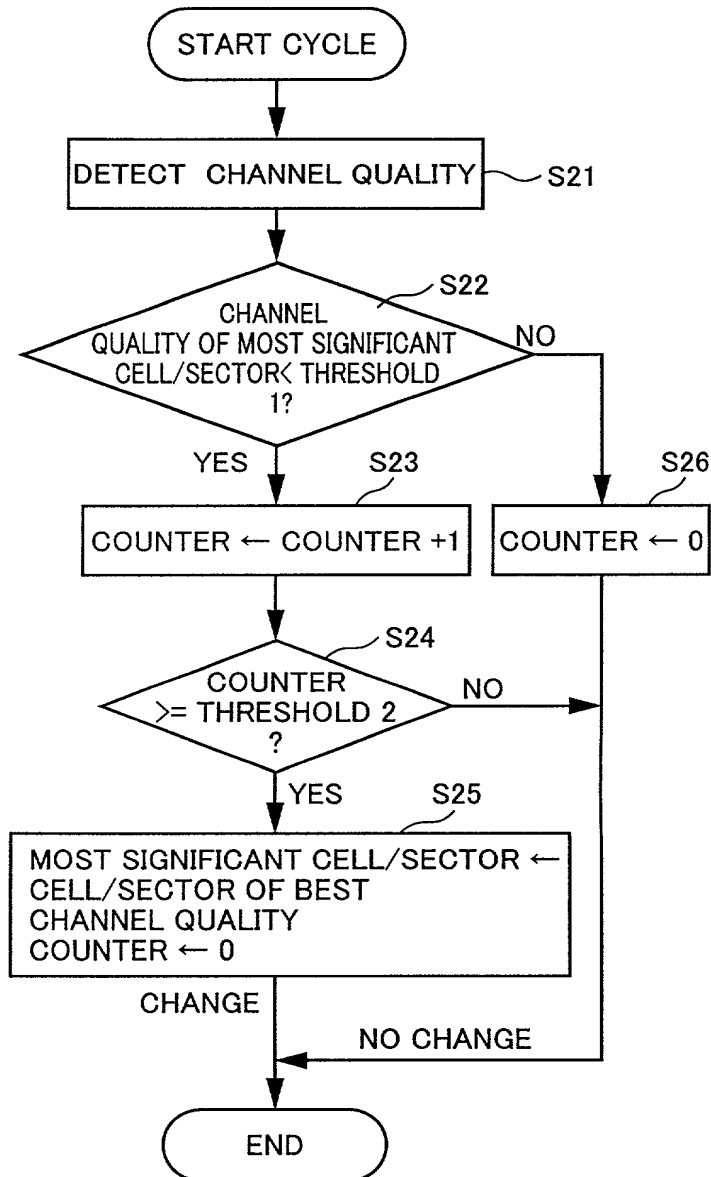 START CYCLE
DETECT CHANNEL QUALITY
S21
S22
CHANNEL
QUALITY OF MOST SIGNIFICANT
CELL/SECTOR< THRESHOLD
1?
NO
YES
S23
S26
COUNTER ← COUNTER +1
COUNTER ← 0
S24
COUNTER
>= THRESHOLD 2
?
NO
YES
S25
MOST SIGNIFICANT CELL/SECTOR ←
CELL/SECTOR OF BEST
CHANNEL QUALITY
COUNTER ← 0
CHANGE
NO CHANGE
END